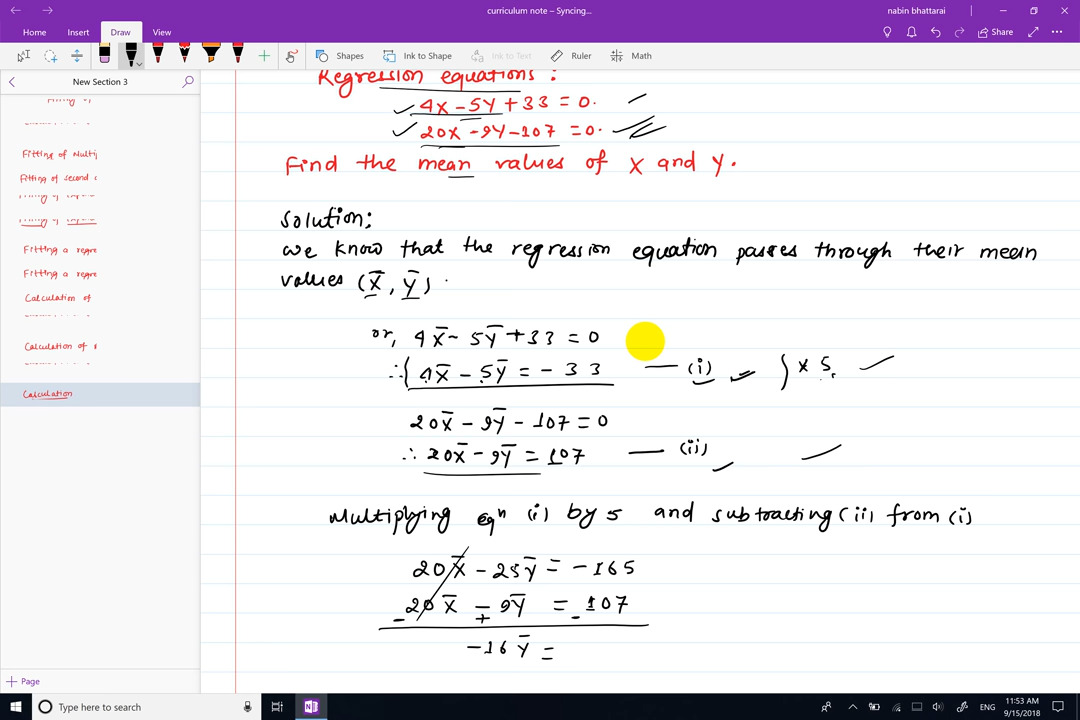 curriculum note – Syncing...
nabin bhattarai
Home
Insert
Draw
View
Share
Shapes
Ink to Shape
Ink to Text
Ruler
Math
New Section 3
Fitting of Multip
Fitting of second c
Fitting a regre
Fitting a regre
Calculation of
Calculation of
Calculation
Page
Regression equations :
4X - 5Y + 33 = 0.
20X - 9Y - 107 = 0.
Find the mean values of X and Y.
Solution:
We know that the regression equation passes through their mean
values (X̄, Ȳ).
or, 4X̄ - 5Ȳ + 33 = 0
∴ 4X̄ - 5Ȳ = - 33 — (i) } × 5.
20X̄ - 9Ȳ - 107 = 0
∴ 20X̄ - 9Ȳ = 107 — (ii)
Multiplying eqⁿ (i) by 5 and subtracting (ii) from (i)
20X̄ - 25Ȳ = - 165
- 20X̄ - 9Ȳ = 107
+ -
- 16 Ȳ =
Type here to search
ENG
11:53 AM
9/15/2018